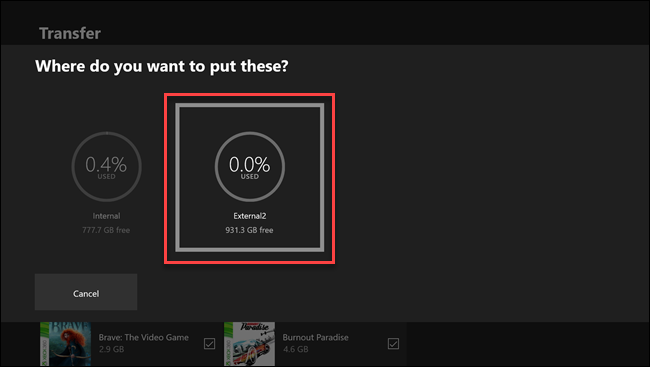 Transfer
Where do you want to put these?
0.4%
USED
Internal
777.7 GB free
0.0%
USED
External2
931.3 GB free
Cancel
BRAVE
Brave: The Video Game
2.9 GB
Paradise
Burnout Paradise
4.6 GB